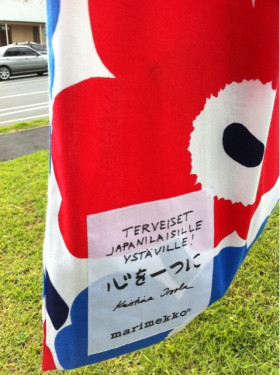 TERVEISET
JAPANILAISILLE
YSTÄVILLE!
心を一つに
marimekko®